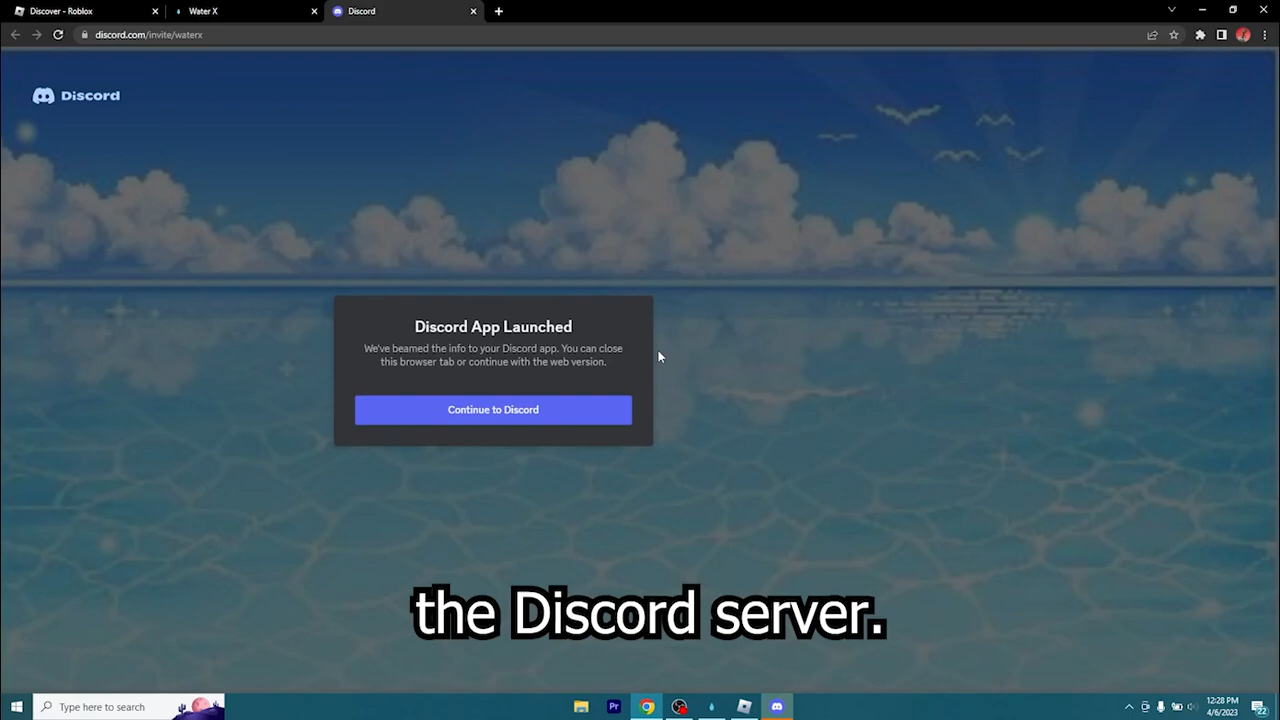 Discover - Roblox
Water X
Discord
discord.com/invite/waterx
Discord
Discord App Launched
We've beamed the info to your Discord app. You can close
this browser tab or continue with the web version.
Continue to Discord
the Discord server.
Type here to search
Pr
12:28 PM
4/6/2023
22